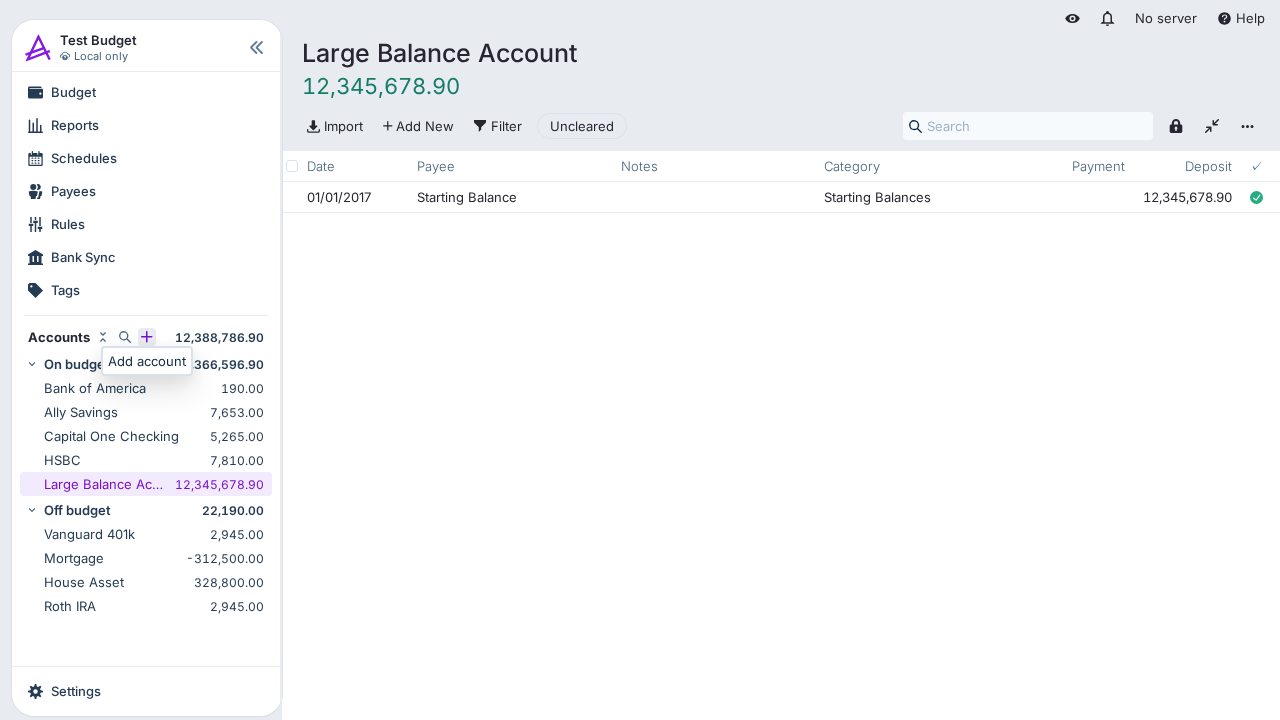 Test Budget
Local only
Budget
Reports
Schedules
Payees
Rules
Bank Sync
Tags
Accounts 12,388,786.90
Add account
On budge 366,596.90
Bank of America 190.00
Ally Savings 7,653.00
Capital One Checking 5,265.00
HSBC 7,810.00
Large Balance Ac... 12,345,678.90
Off budget 22,190.00
Vanguard 401k 2,945.00
Mortgage -312,500.00
House Asset 328,800.00
Roth IRA 2,945.00
Settings
No server Help
Large Balance Account
12,345,678.90
Import Add New Filter Uncleared Search
Date Payee Notes Category Payment Deposit ✓
01/01/2017 Starting Balance Starting Balances 12,345,678.90